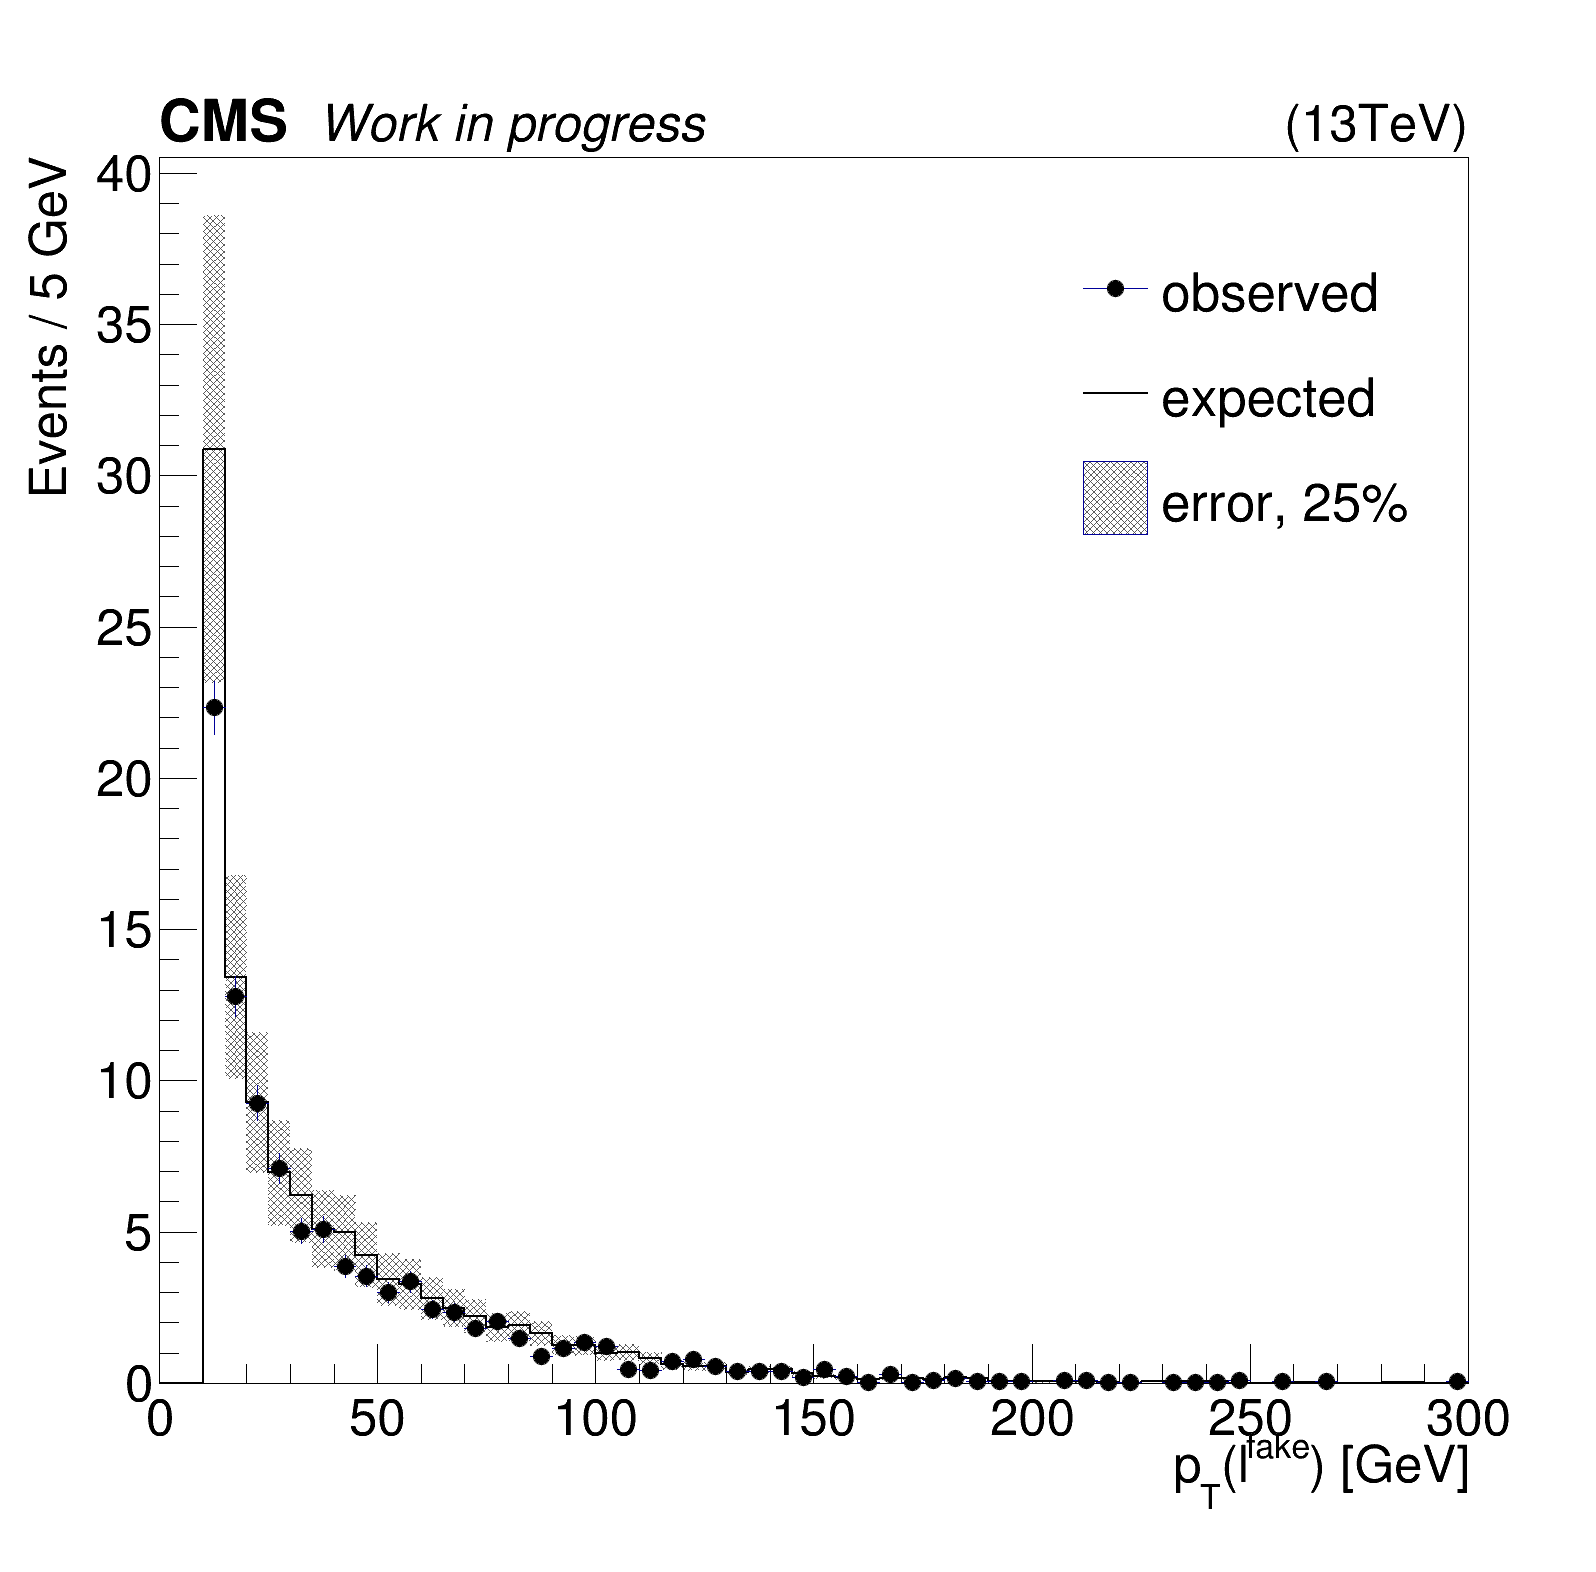 CMS Work in progress (13TeV)
Events / 5 GeV
40
35
30
25
20
15
10
5
0
observed
expected
error, 25%
0 50 100 150 200 250 300
p_T(l^fake) [GeV]